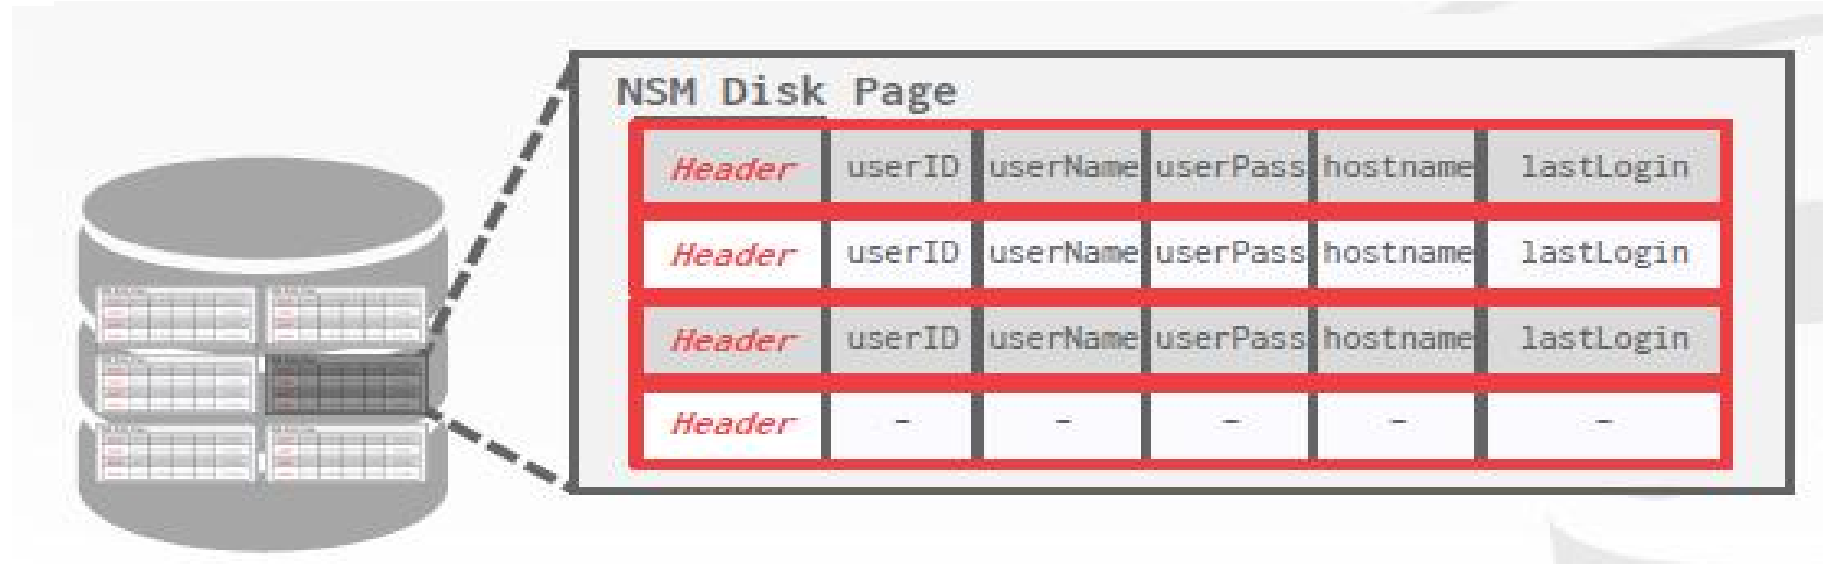 NSM Disk Page
Header userID userName userPass hostname lastLogin
Header userID userName userPass hostname lastLogin
Header userID userName userPass hostname lastLogin
Header - - - - -